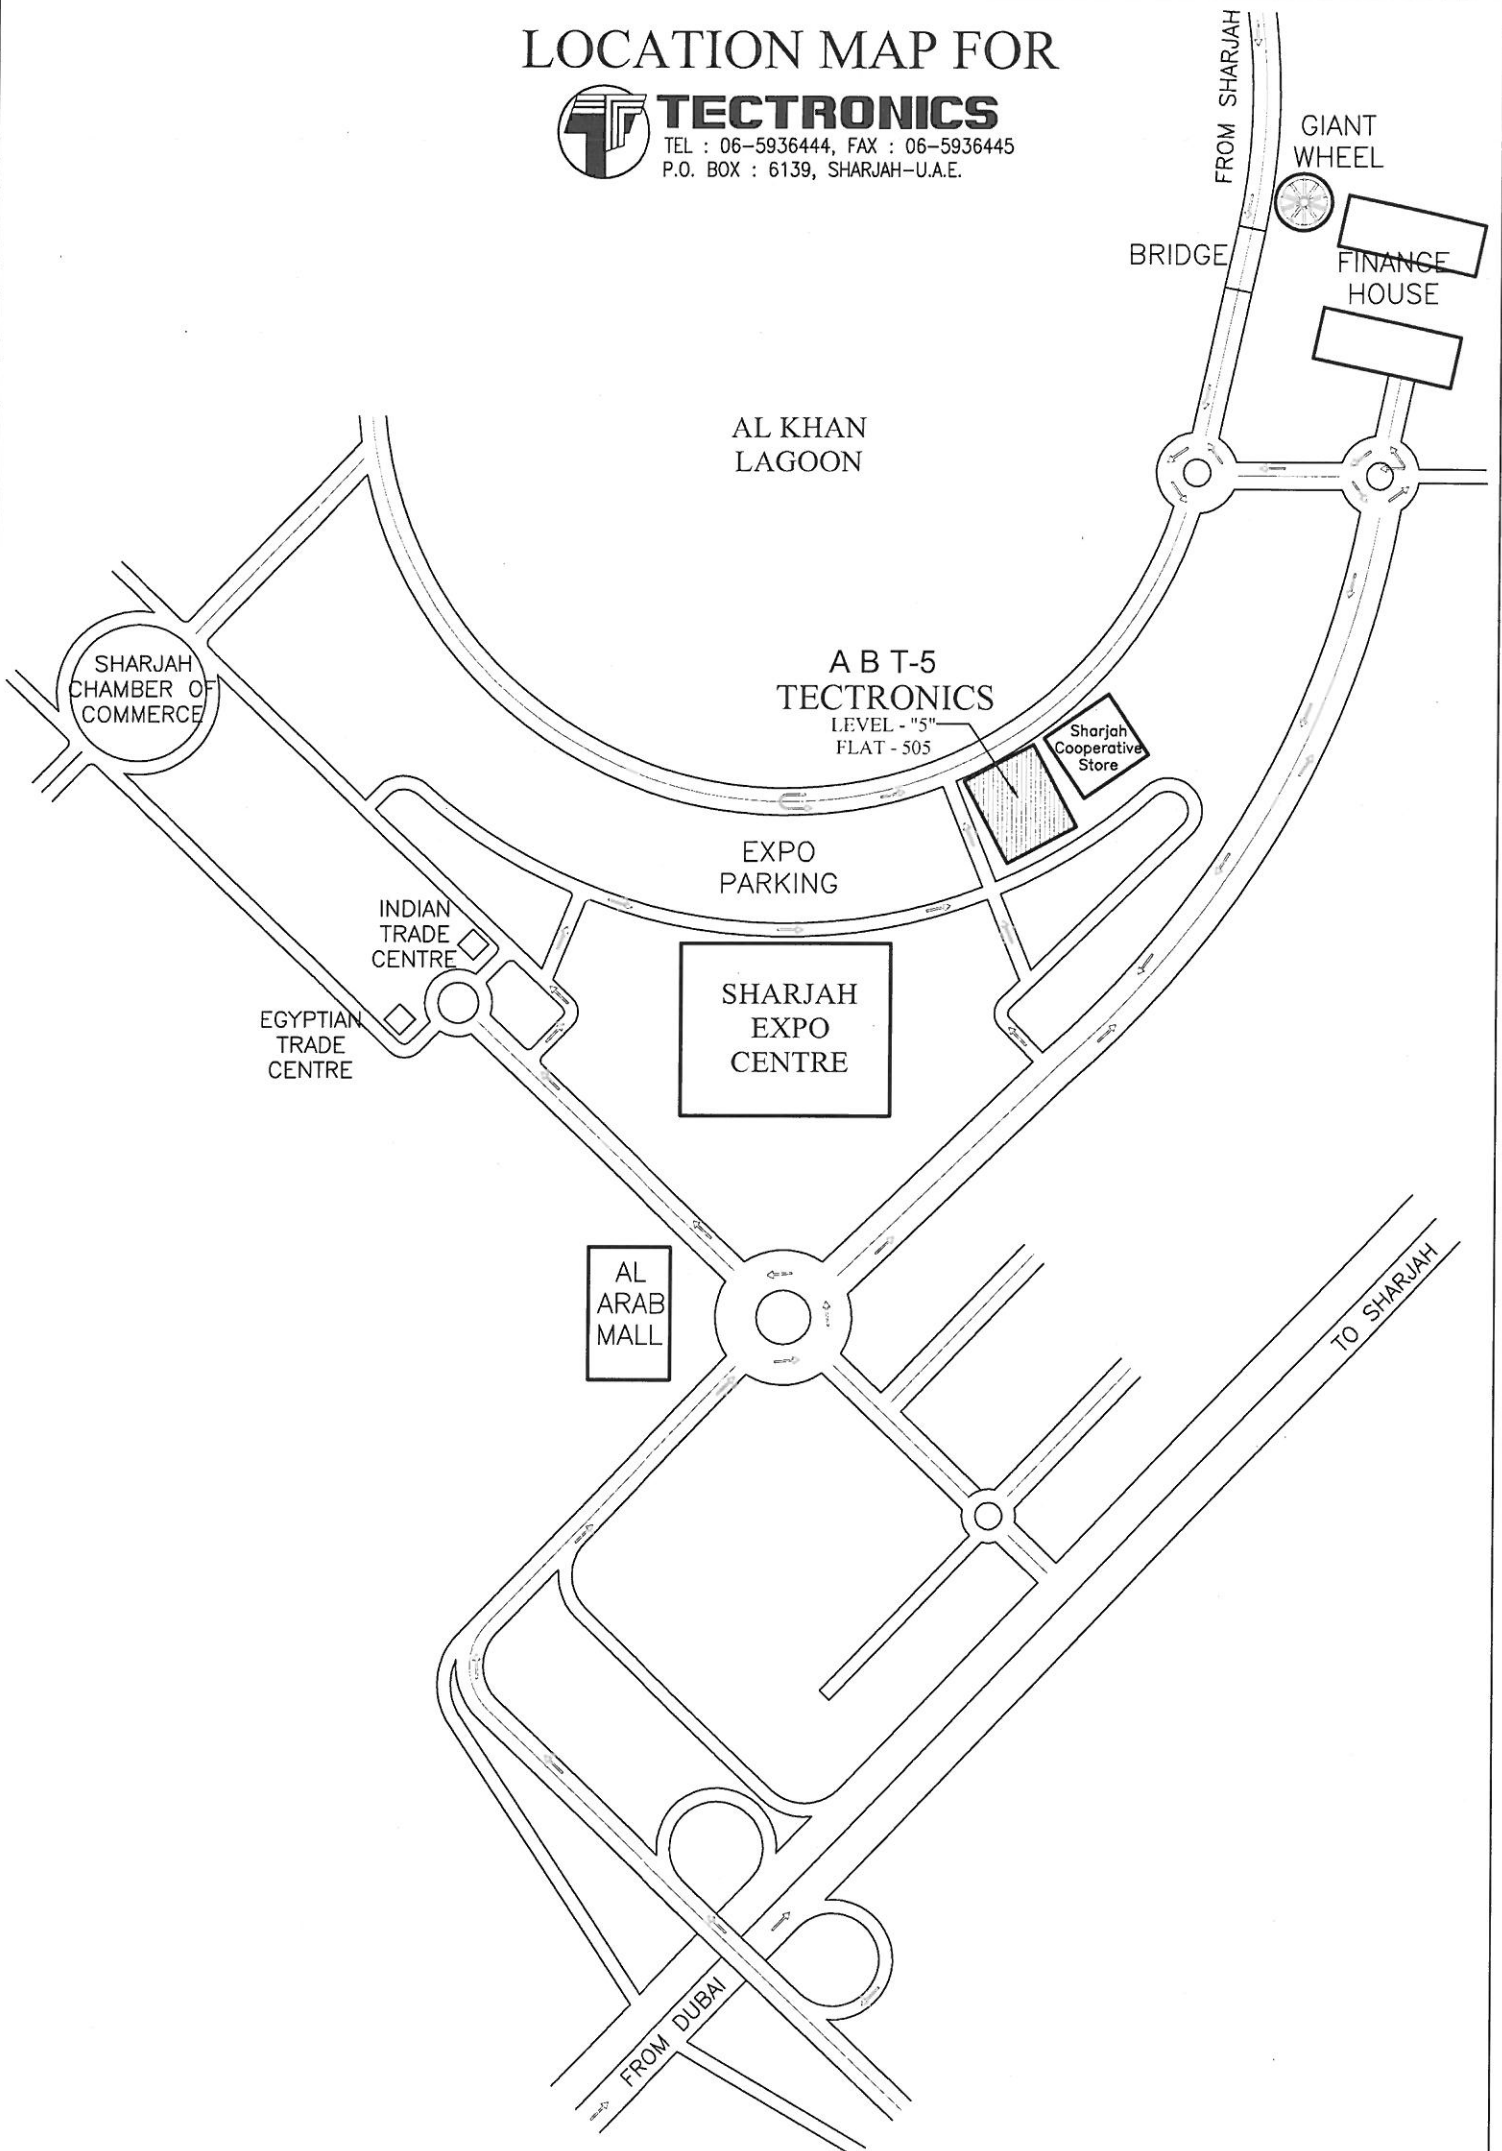 LOCATION MAP FOR
TECTRONICS
TEL : 06-5936444, FAX : 06-5936445
P.O. BOX : 6139, SHARJAH-U.A.E.
FROM SHARJAH
GIANT
WHEEL
BRIDGE
FINANCE
HOUSE
AL KHAN
LAGOON
SHARJAH
CHAMBER OF
COMMERCE
A B T-5
TECTRONICS
LEVEL - "5"
FLAT - 505
Sharjah
Cooperative
Store
EXPO
PARKING
INDIAN
TRADE
CENTRE
EGYPTIAN
TRADE
CENTRE
SHARJAH
EXPO
CENTRE
AL
ARAB
MALL
TO SHARJAH
FROM DUBAI